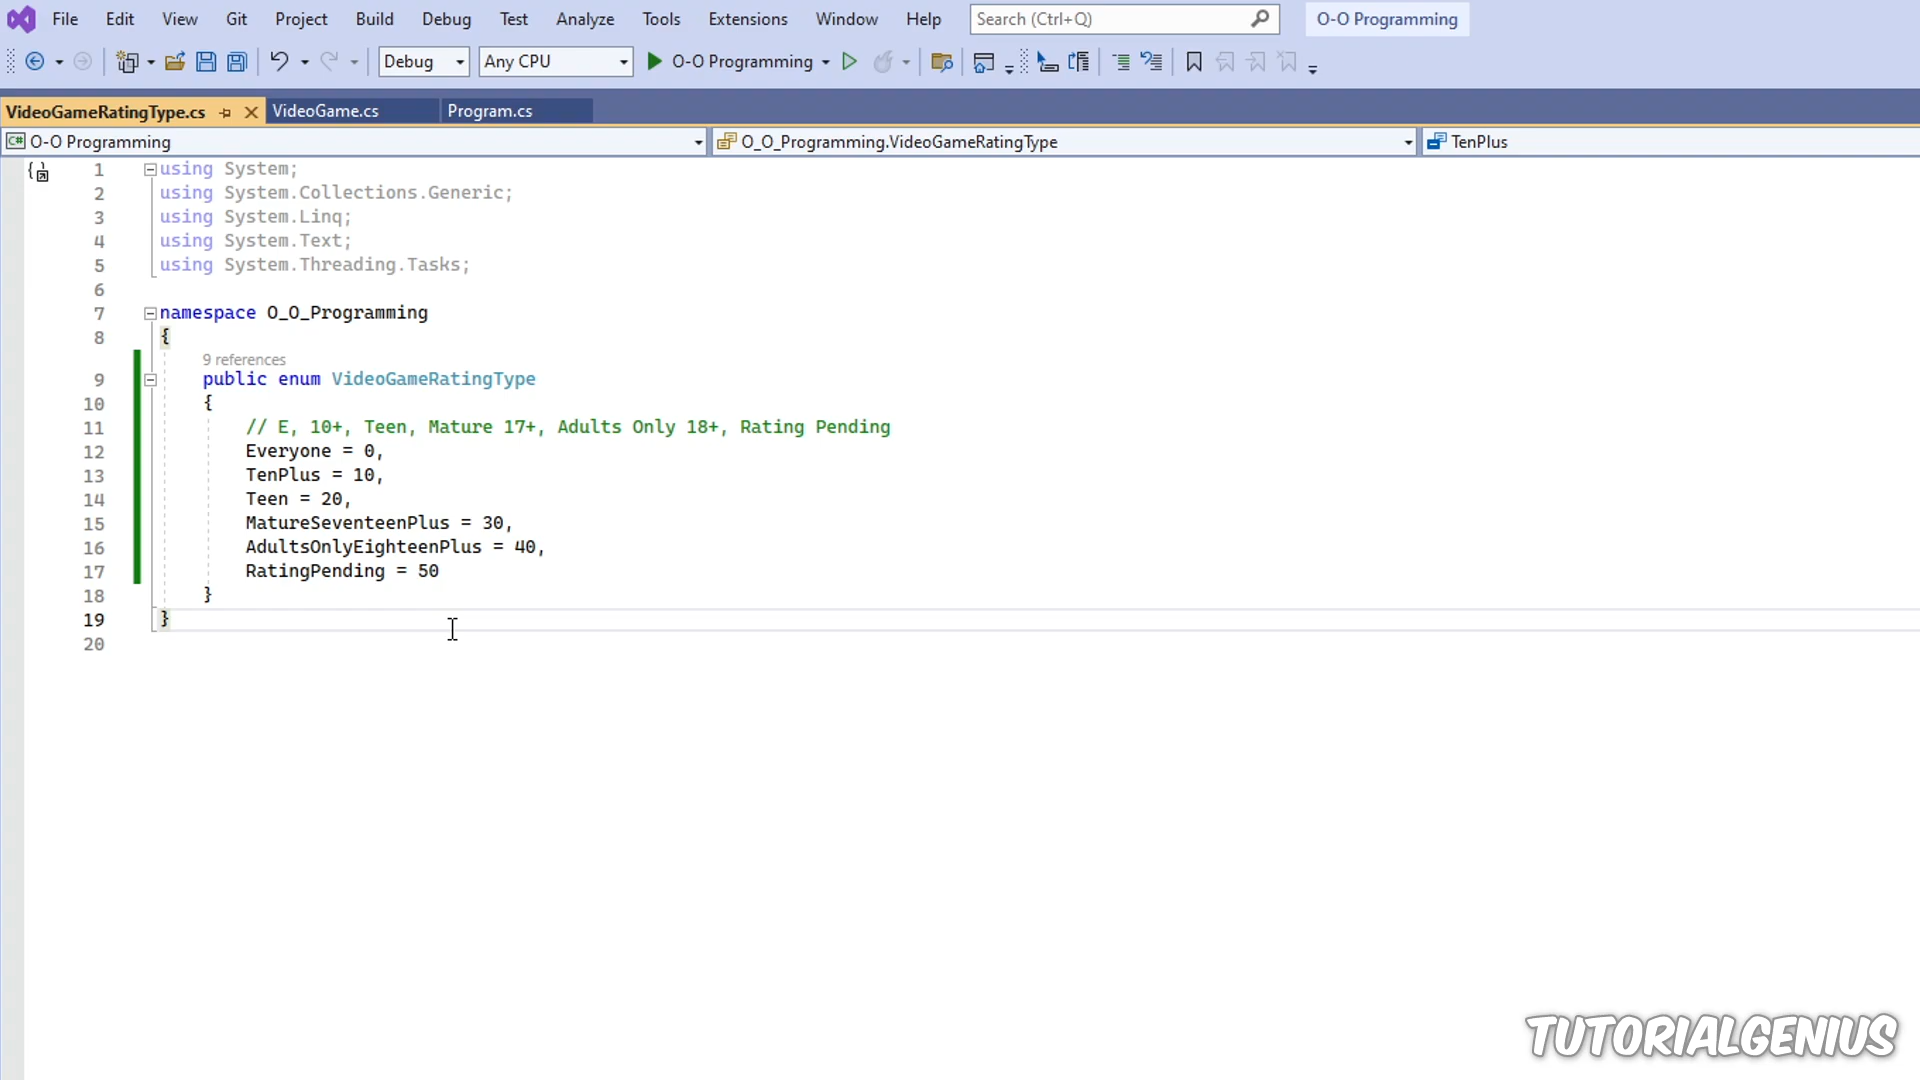 File Edit View Git Project Build Debug Test Analyze Tools Extensions Window Help Search (Ctrl+Q) O-O Programming
Debug Any CPU O-O Programming
VideoGameRatingType.cs VideoGame.cs Program.cs
C# O-O Programming O_O_Programming.VideoGameRatingType TenPlus
1 using System;
2 using System.Collections.Generic;
3 using System.Linq;
4 using System.Text;
5 using System.Threading.Tasks;
6
7 namespace O_O_Programming
8 {
9 references
9 public enum VideoGameRatingType
10 {
11 // E, 10+, Teen, Mature 17+, Adults Only 18+, Rating Pending
12 Everyone = 0,
13 TenPlus = 10,
14 Teen = 20,
15 MatureSeventeenPlus = 30,
16 AdultsOnlyEighteenPlus = 40,
17 RatingPending = 50
18 }
19 }
20
TUTORIALGENIUS